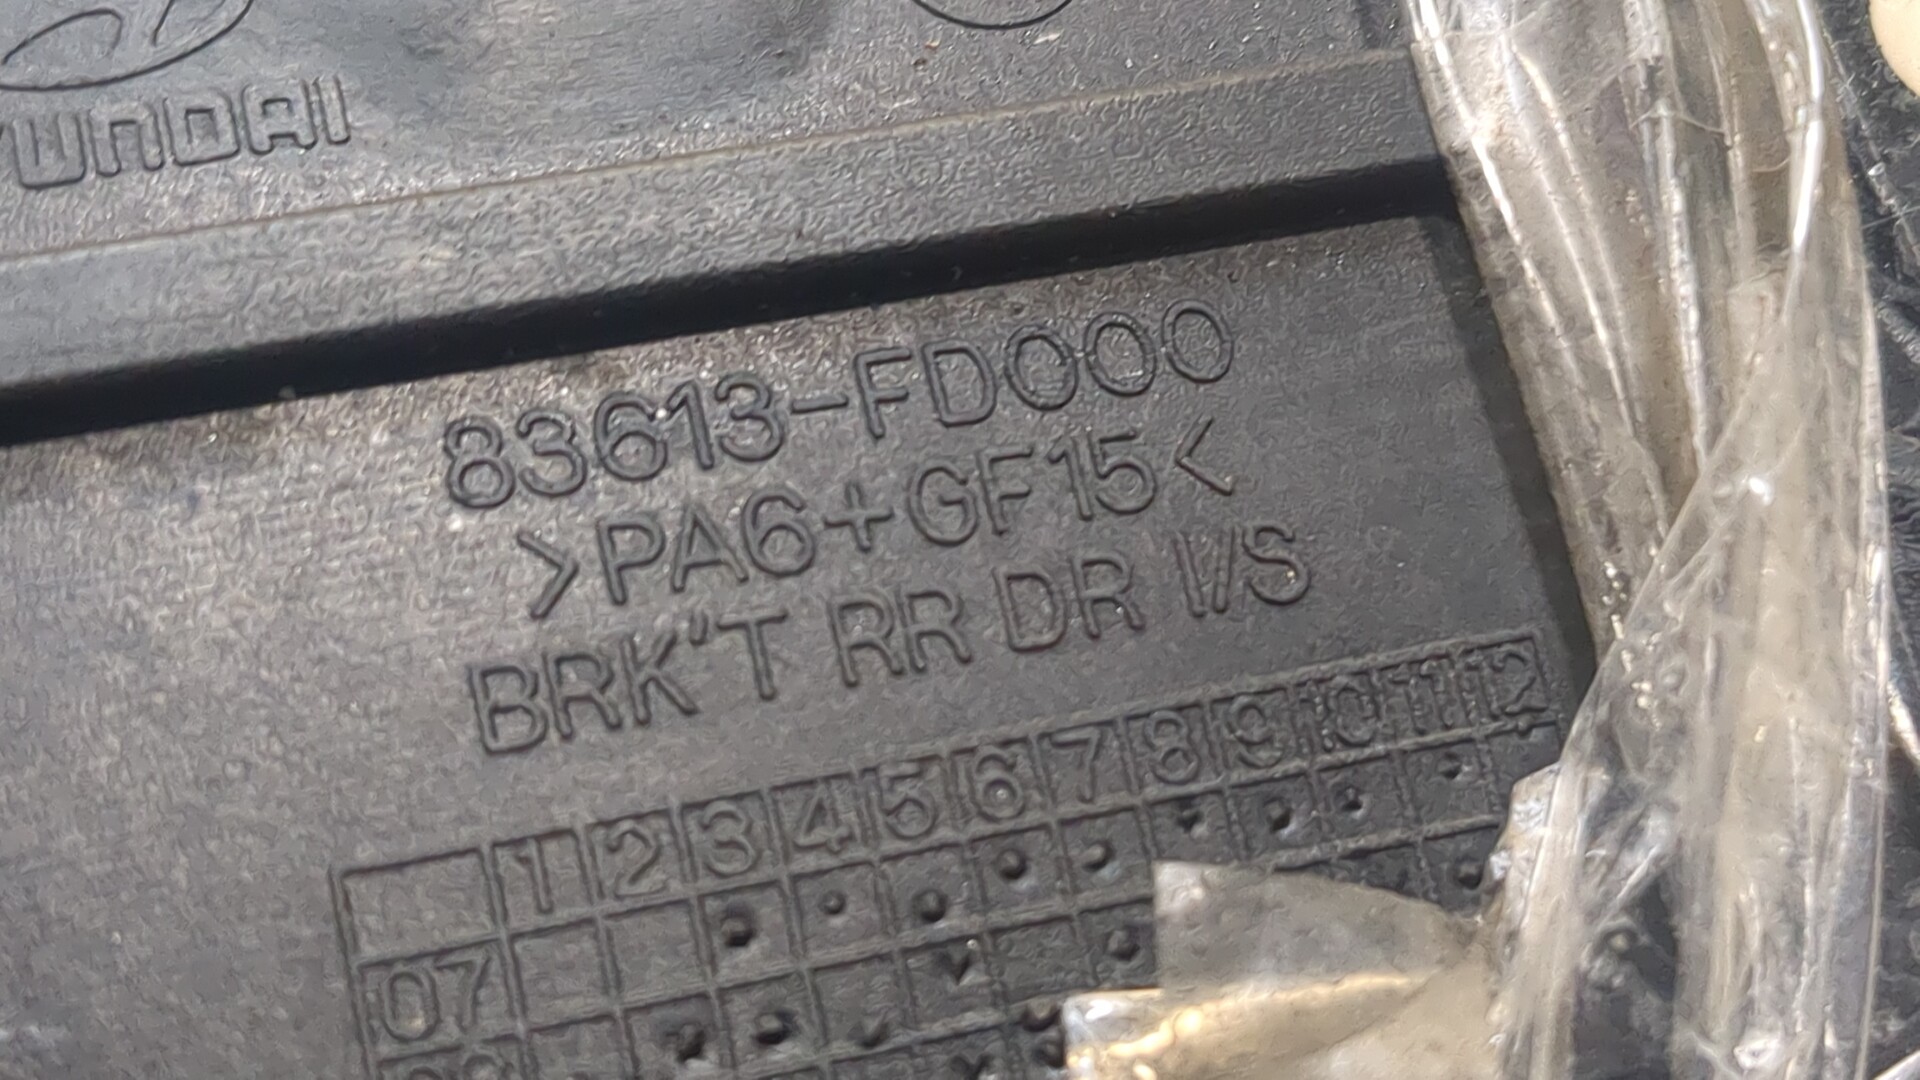 HYUNDAI
83613-FD000
>PA6+GF15<
BRK'T RR DR I/S
1 2 3 4 5 6 7 8 9 10 11 12
07